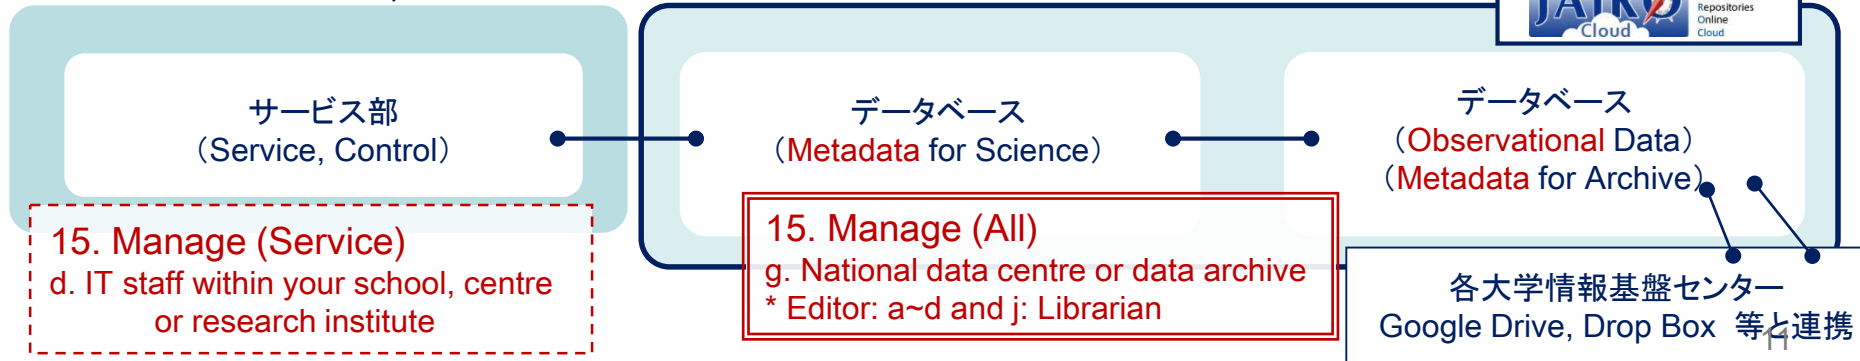 JAIRO
Cloud
Repositories
Online
Cloud
サービス部
（Service, Control）
データベース
（Metadata for Science）
データベース
（Observational Data）
（Metadata for Archive）
15. Manage (Service)
d. IT staff within your school, centre
or research institute
15. Manage (All)
g. National data centre or data archive
* Editor: a~d and j: Librarian
各大学情報基盤センター
Google Drive, Drop Box 等と連携
11